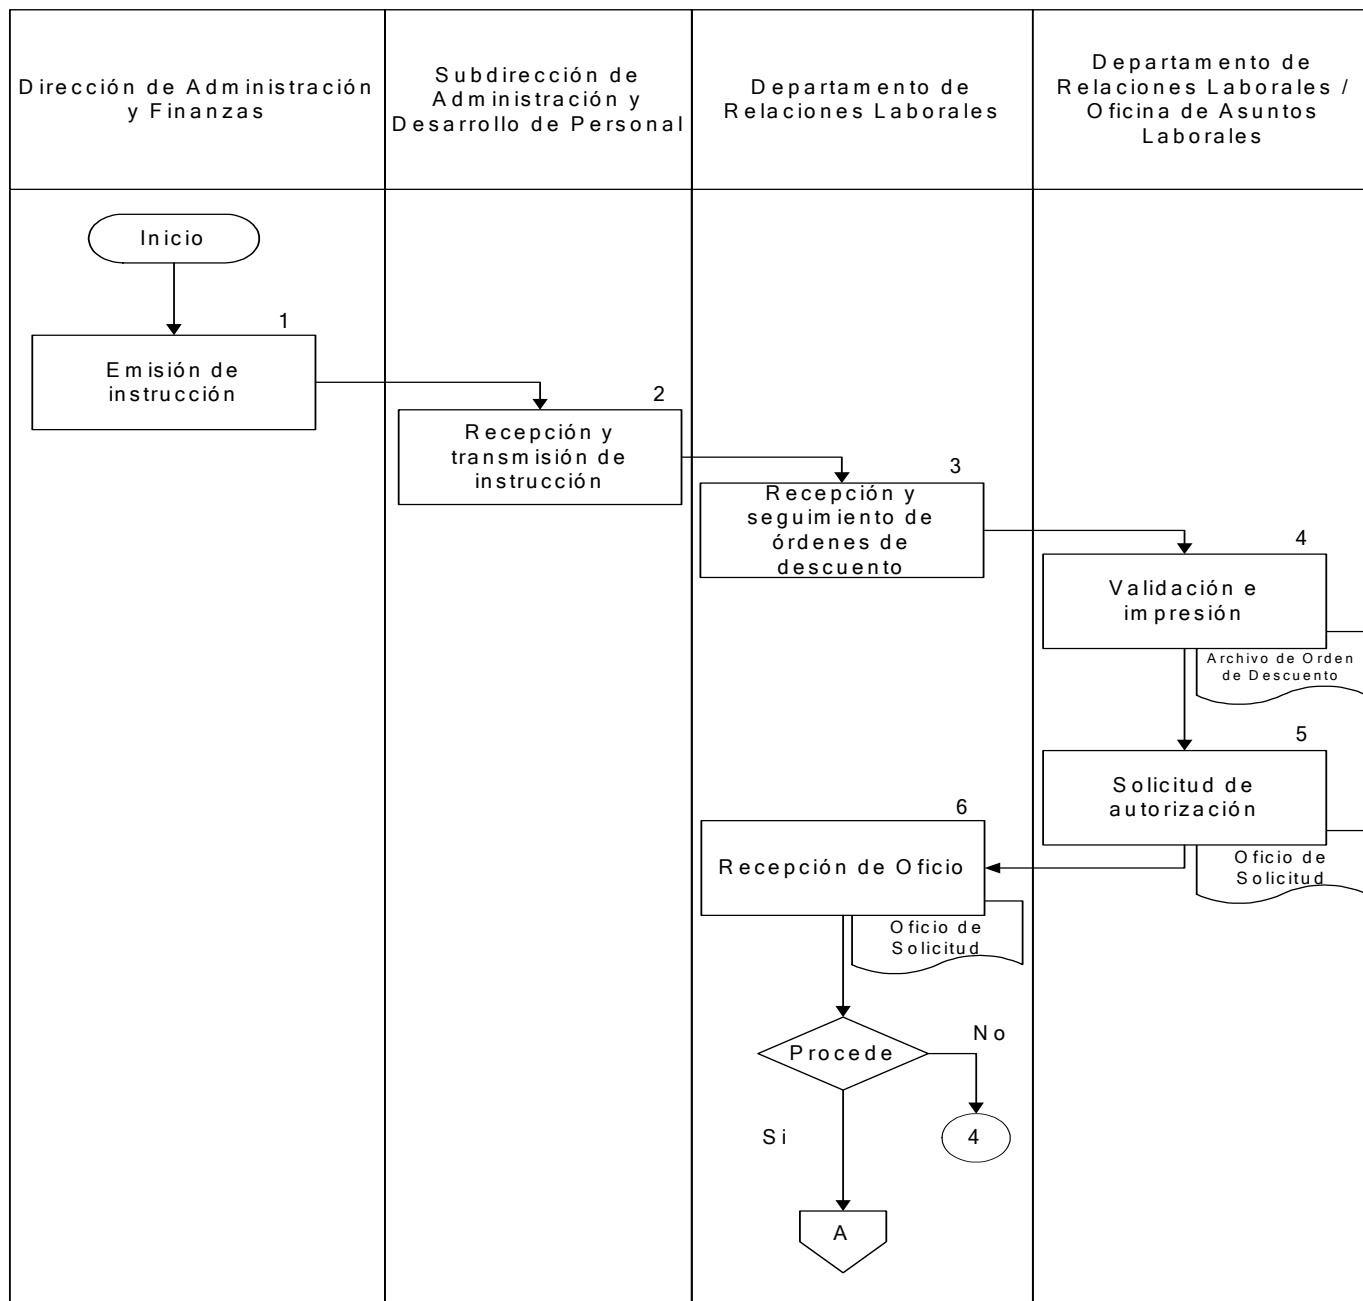 Dirección de Administración
y Finanzas
Subdirección de
Administración y
Desarrollo de Personal
Departamento de
Relaciones Laborales
Departamento de
Relaciones Laborales /
Oficina de Asuntos
Laborales
Inicio
1
Emisión de
instrucción
2
Recepción y
transmisión de
instrucción
3
Recepción y
seguimiento de
órdenes de
descuento
4
Validación e
impresión
Archivo de Orden
de Descuento
5
Solicitud de
autorización
Oficio de
Solicitud
6
Recepción de Oficio
Oficio de
Solicitud
Procede
No
4
Si
A